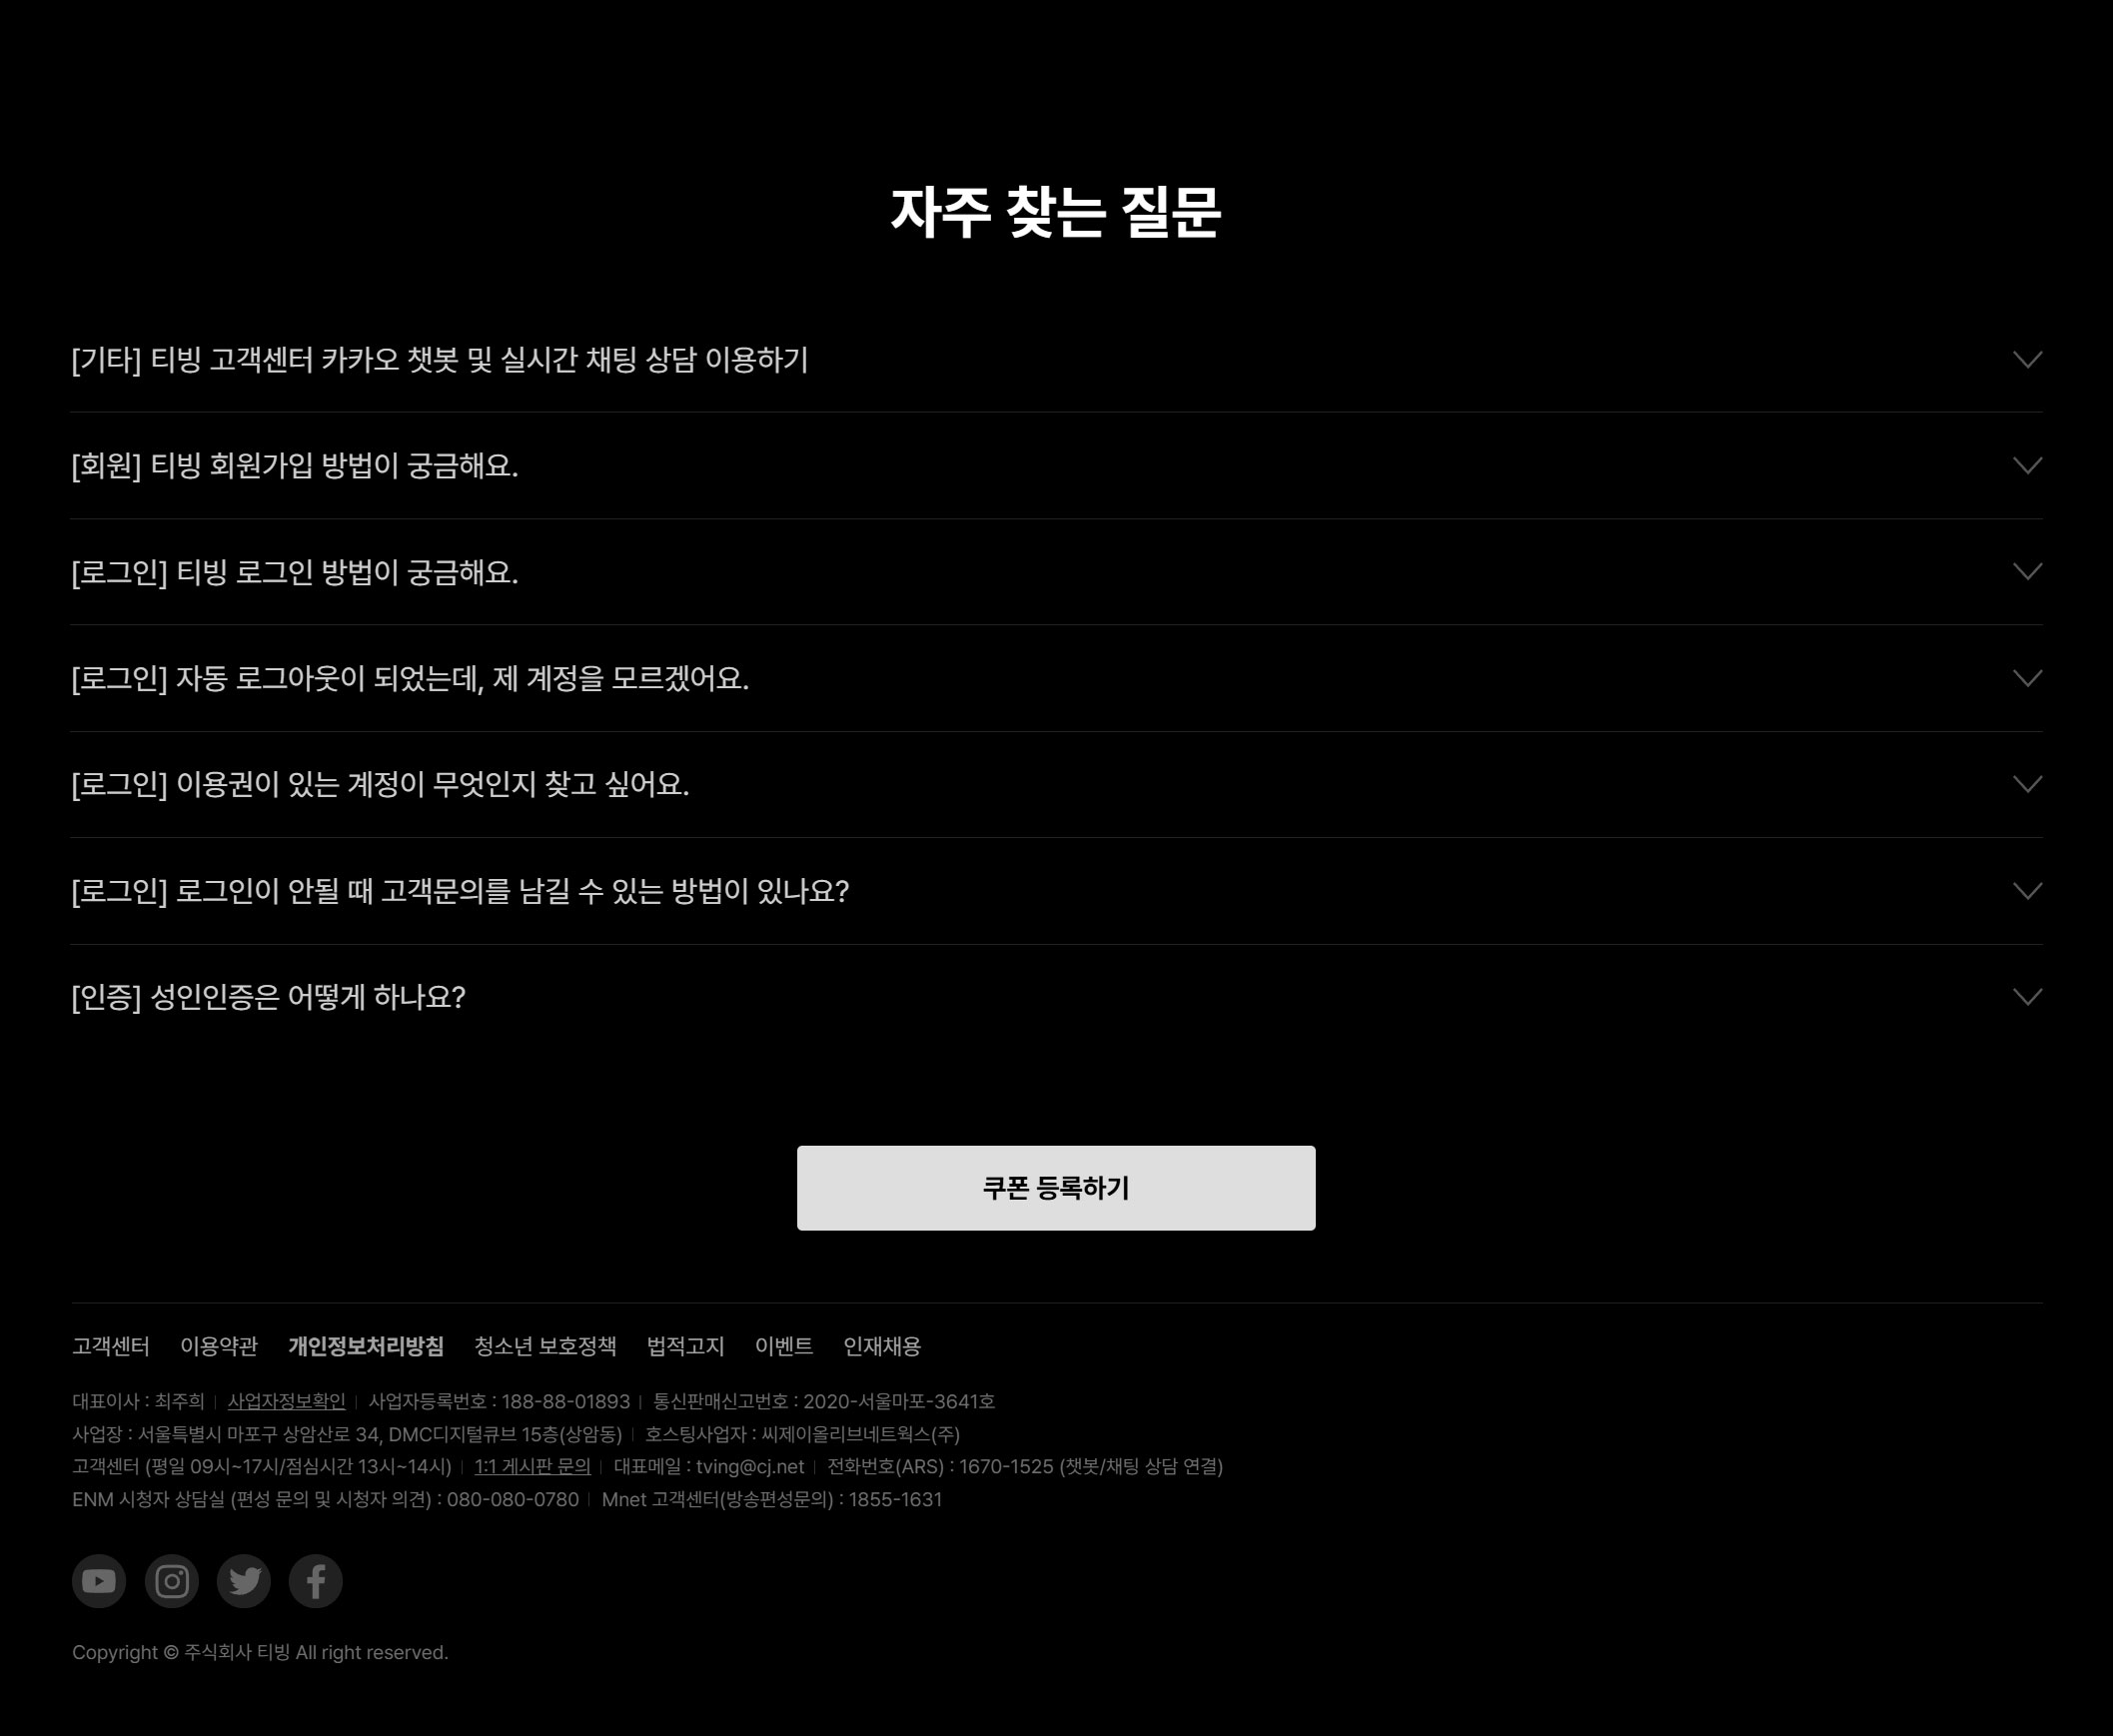 자주 찾는 질문
[기타] 티빙 고객센터 카카오 챗봇 및 실시간 채팅 상담 이용하기
[회원] 티빙 회원가입 방법이 궁금해요.
[로그인] 티빙 로그인 방법이 궁금해요.
[로그인] 자동 로그아웃이 되었는데, 제 계정을 모르겠어요.
[로그인] 이용권이 있는 계정이 무엇인지 찾고 싶어요.
[로그인] 로그인이 안될 때 고객문의를 남길 수 있는 방법이 있나요?
[인증] 성인인증은 어떻게 하나요?
쿠폰 등록하기
고객센터 이용약관 개인정보처리방침 청소년 보호정책 법적고지 이벤트 인재채용
대표이사 : 최주희 | 사업자정보확인 | 사업자등록번호 : 188-88-01893 | 통신판매신고번호 : 2020-서울마포-3641호
사업장 : 서울특별시 마포구 상암산로 34, DMC디지털큐브 15층(상암동) | 호스팅사업자 : 씨제이올리브네트웍스(주)
고객센터 (평일 09시~17시/점심시간 13시~14시) | 1:1 게시판 문의 | 대표메일 : tving@cj.net | 전화번호(ARS) : 1670-1525 (챗봇/채팅 상담 연결)
ENM 시청자 상담실 (편성 문의 및 시청자 의견) : 080-080-0780 | Mnet 고객센터(방송편성문의) : 1855-1631
Copyright © 주식회사 티빙 All right reserved.